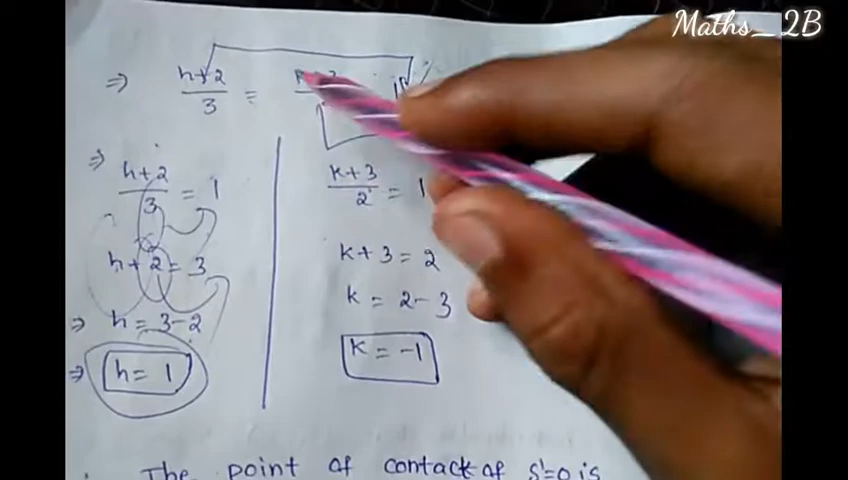 Maths_2B
⇒ h+2/3 =
⇒ h+2/3 = 1
h+2 = 3
⇒ h = 3-2
⇒ h = 1
k+3/2 = 1
k+3 = 2
k = 2-3
k = -1
The point of contact of s'=0 is